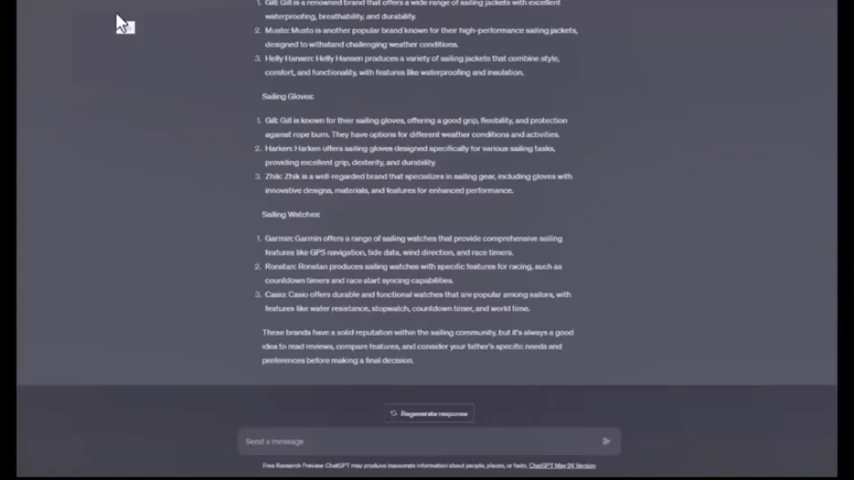 1. Gill: Gill is a renowned brand that offers a wide range of sailing jackets with excellent
waterproofing, breathability, and durability.
2. Musto: Musto is another popular brand known for their high-performance sailing jackets,
designed to withstand challenging weather conditions.
3. Helly Hansen: Helly Hansen produces a variety of sailing jackets that combine style,
comfort, and functionality, with features like waterproofing and insulation.
Sailing Gloves:
1. Gill: Gill is known for their sailing gloves, offering a good grip, flexibility, and protection
against rope burn. They have options for different weather conditions and activities.
2. Harken: Harken offers sailing gloves designed specifically for various sailing tasks,
providing excellent grip, dexterity, and durability.
3. Zhik: Zhik is a well-regarded brand that specializes in sailing gear, including gloves with
innovative designs, materials, and features for enhanced performance.
Sailing Watches:
1. Garmin: Garmin offers a range of sailing watches that provide comprehensive sailing
features like GPS navigation, tide data, wind direction, and race timers.
2. Ronstan: Ronstan produces sailing watches with specific features for racing, such as
countdown timers and race start syncing capabilities.
3. Casio: Casio offers durable and functional watches that are popular among sailors, with
features like water resistance, stopwatch, countdown timer, and world time.
These brands have a solid reputation within the sailing community, but it's always a good
idea to read reviews, compare features, and consider your father's specific needs and
preferences before making a final decision.
Regenerate response
Send a message
Free Research Preview. ChatGPT may produce inaccurate information about people, places, or facts. ChatGPT May 24 Version